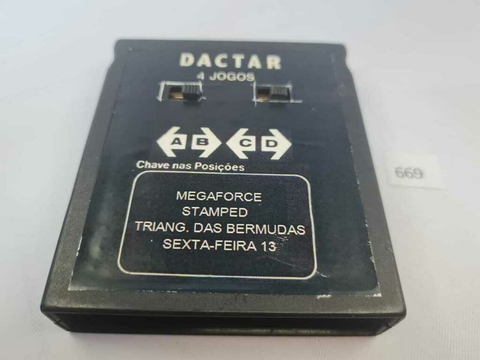 DACTAR
4 JOGOS
A B C D
Chave nas Posições
MEGAFORCE
STAMPED
TRIANG. DAS BERMUDAS
SEXTA-FEIRA 13
669